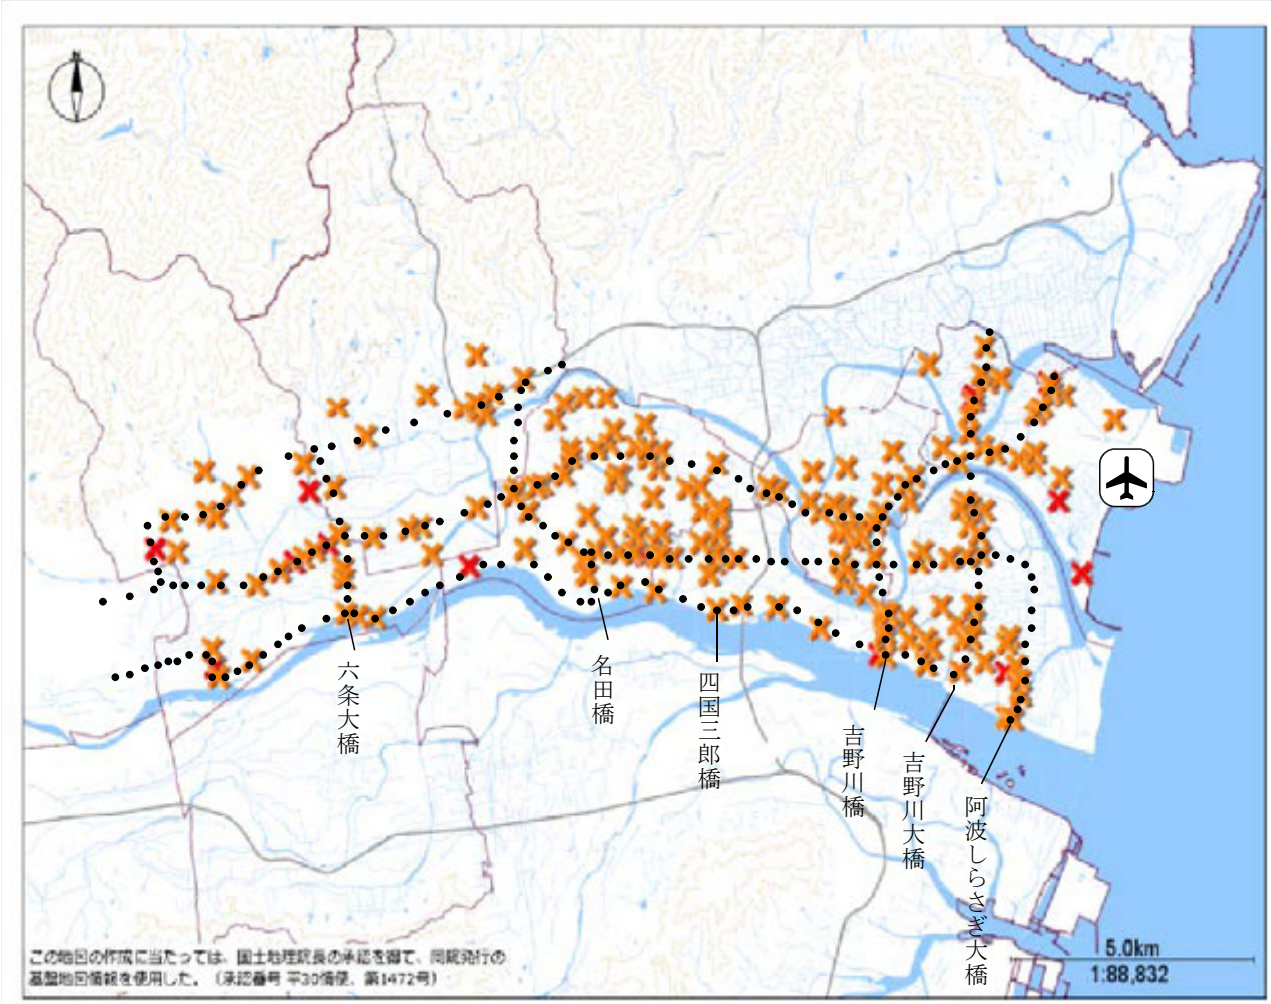 N
六条大橋
名田橋
四国三郎橋
吉野川橋
吉野川大橋
阿波しらさぎ大橋
この地図の作成に当たっては、国土地理院長の承認を得て、同院発行の
基盤地図情報を使用した。（承認番号 平30情使、第1472号）
5.0km
1:88,832